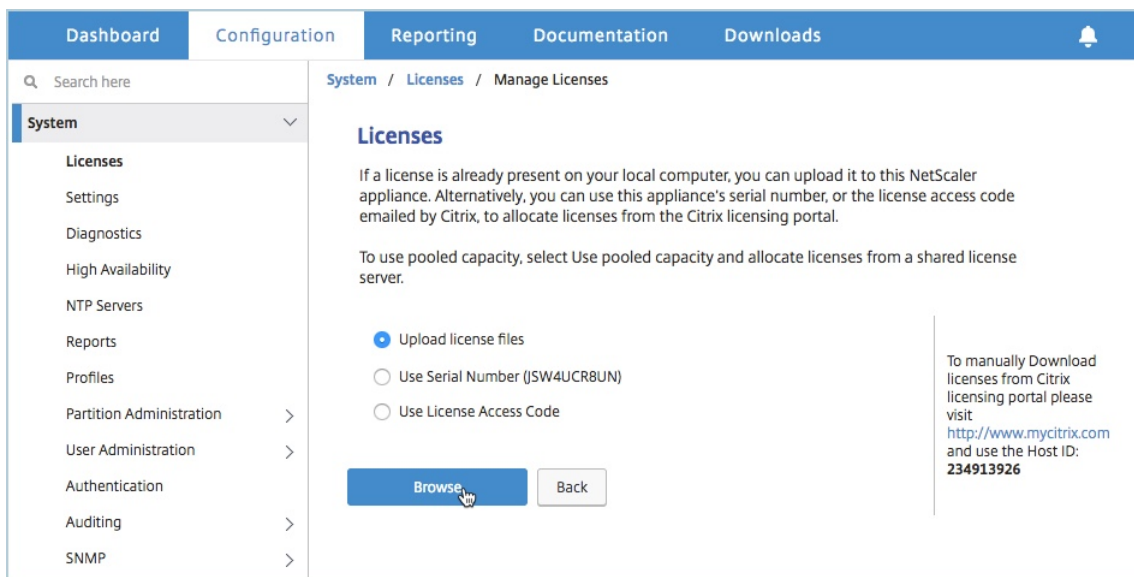 Dashboard Configuration Reporting Documentation Downloads
Search here
System
Licenses
Settings
Diagnostics
High Availability
NTP Servers
Reports
Profiles
Partition Administration
User Administration
Authentication
Auditing
SNMP
System / Licenses / Manage Licenses
Licenses
If a license is already present on your local computer, you can upload it to this NetScaler
appliance. Alternatively, you can use this appliance's serial number, or the license access code
emailed by Citrix, to allocate licenses from the Citrix licensing portal.
To use pooled capacity, select Use pooled capacity and allocate licenses from a shared license
server.
Upload license files
Use Serial Number (JSW4UCR8UN)
Use License Access Code
Browse Back
To manually Download
licenses from Citrix
licensing portal please
visit
http://www.mycitrix.com
and use the Host ID:
234913926